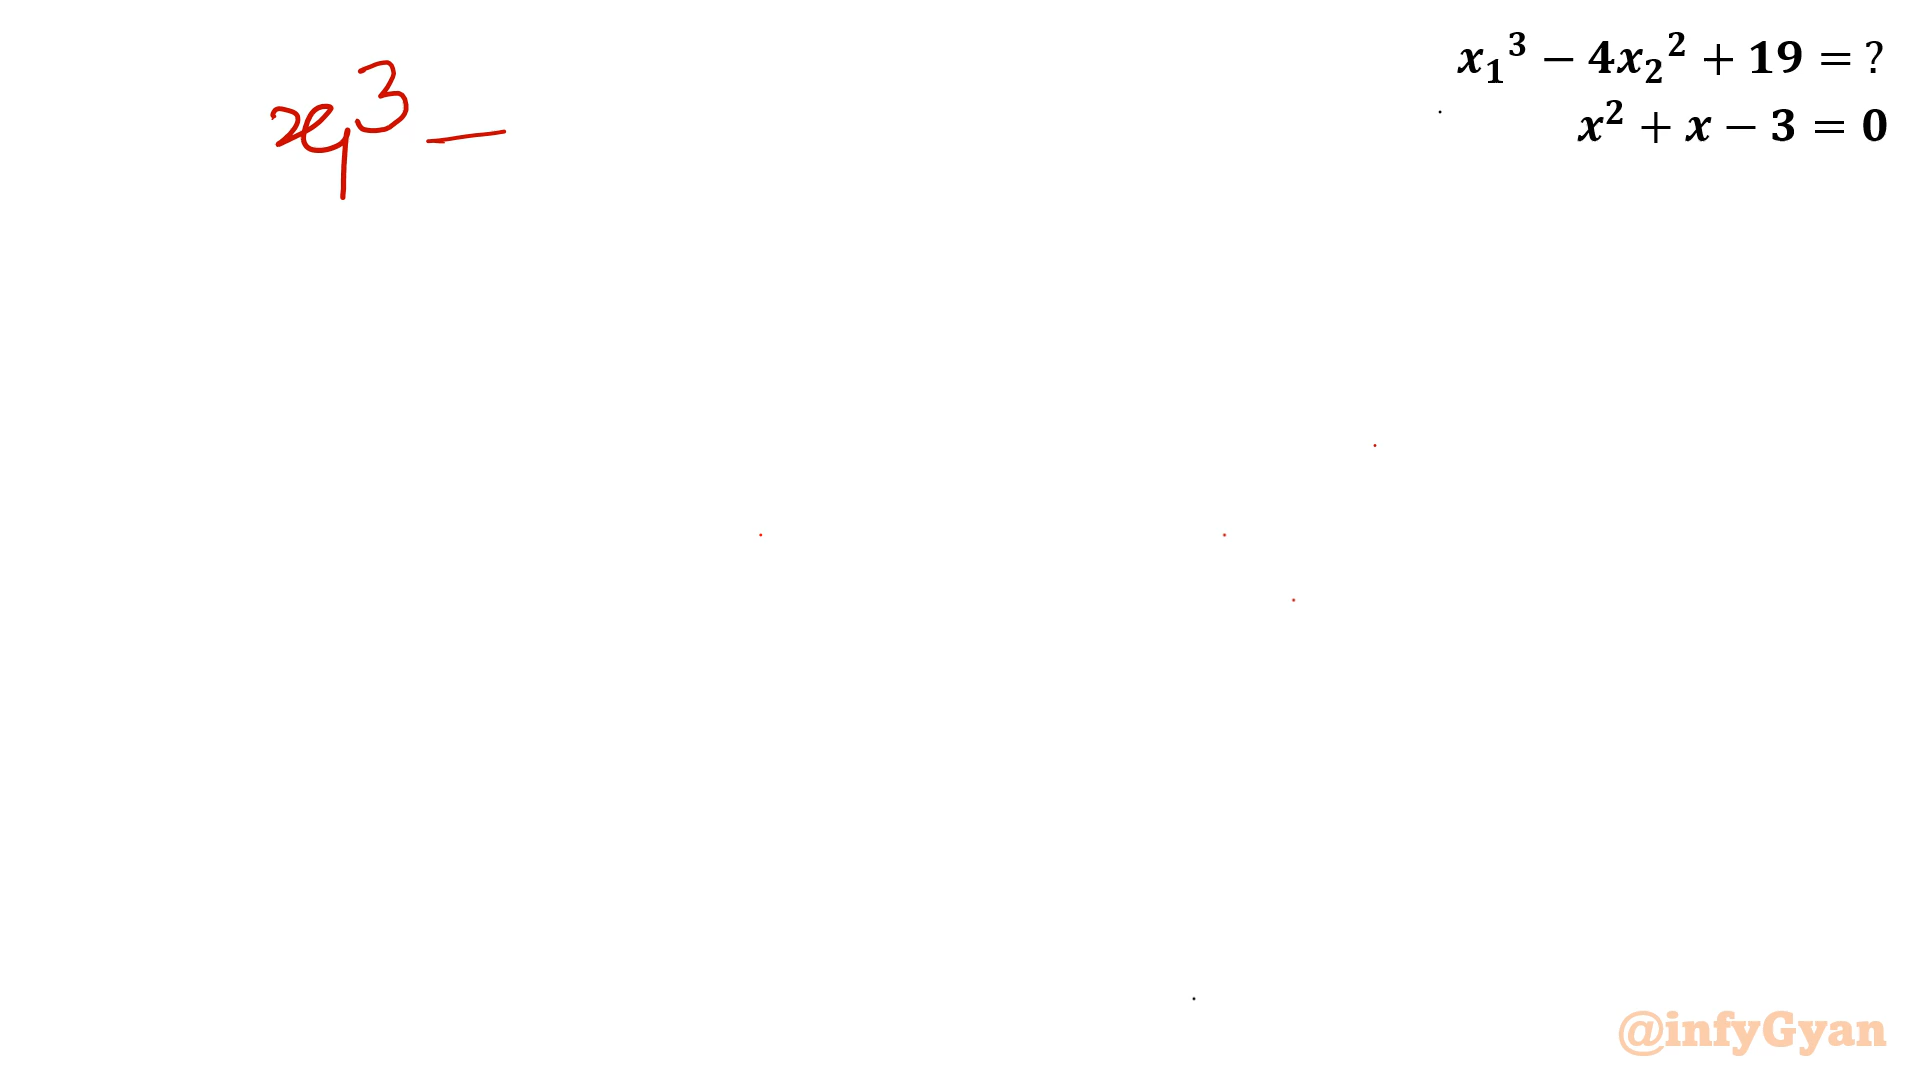 x₁³ − 4x₂² + 19 = ?
x² + x − 3 = 0
x₁³ −
@infyGyan